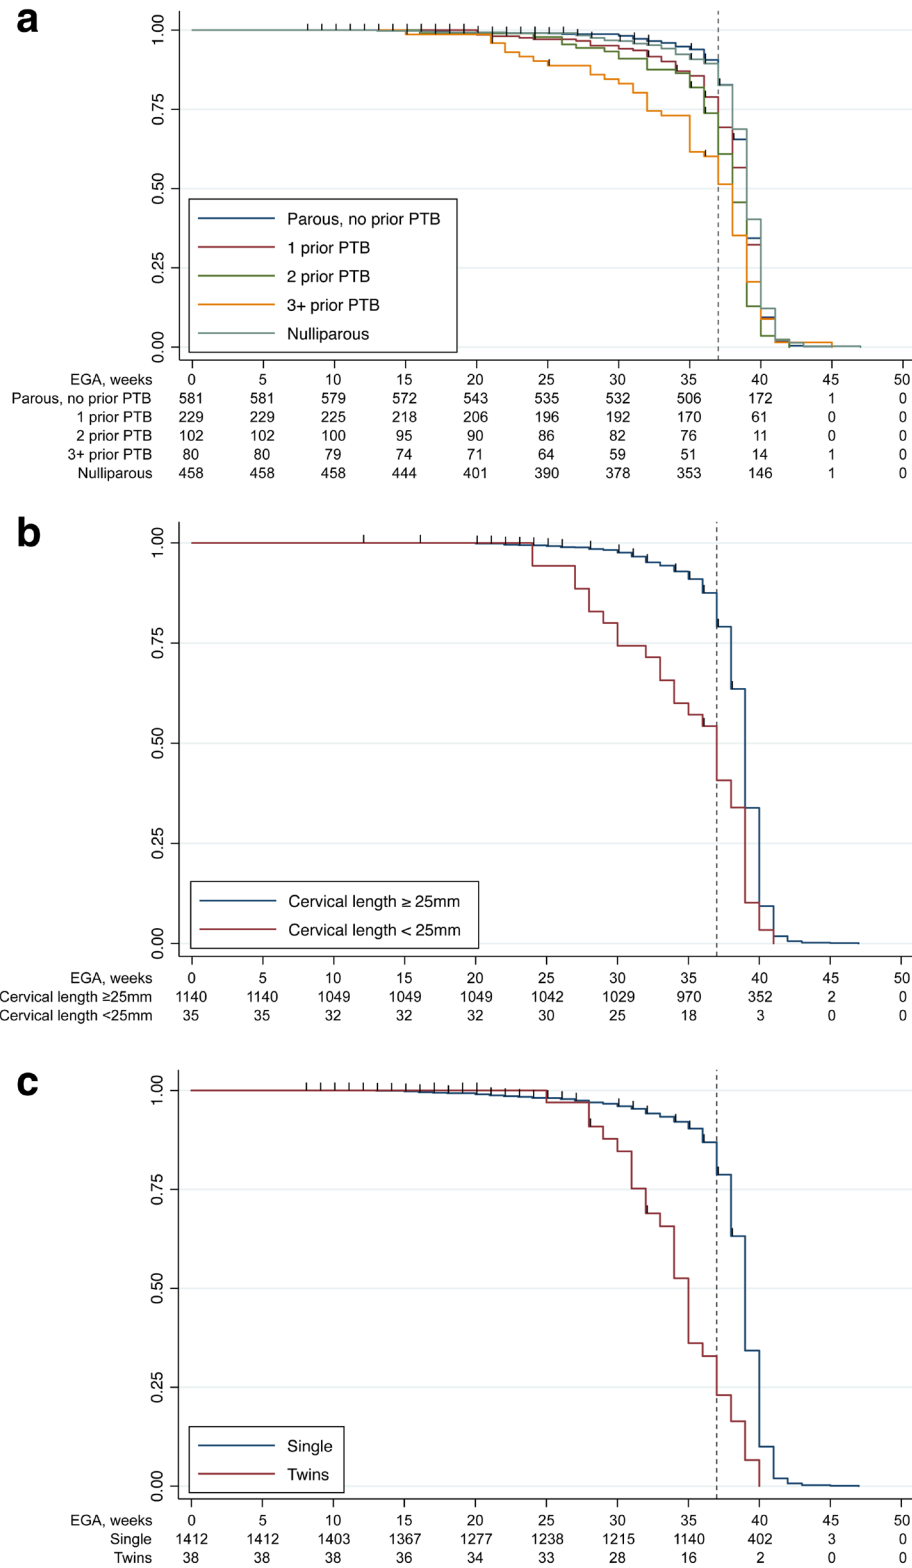 a
1.00
0.75
0.50
0.25
0.00
Parous, no prior PTB
1 prior PTB
2 prior PTB
3+ prior PTB
Nulliparous
EGA, weeks 0 5 10 15 20 25 30 35 40 45 50
Parous, no prior PTB 581 581 579 572 543 535 532 506 172 1 0
1 prior PTB 229 229 225 218 206 196 192 170 61 0 0
2 prior PTB 102 102 100 95 90 86 82 76 11 0 0
3+ prior PTB 80 80 79 74 71 64 59 51 14 1 0
Nulliparous 458 458 458 444 401 390 378 353 146 1 0
b
1.00
0.75
0.50
0.25
0.00
Cervical length ≥ 25mm
Cervical length < 25mm
EGA, weeks 0 5 10 15 20 25 30 35 40 45 50
Cervical length ≥25mm 1140 1140 1049 1049 1049 1042 1029 970 352 2 0
Cervical length <25mm 35 35 32 32 32 30 25 18 3 0 0
c
1.00
0.75
0.50
0.25
0.00
Single
Twins
EGA, weeks 0 5 10 15 20 25 30 35 40 45 50
Single 1412 1412 1403 1367 1277 1238 1215 1140 402 3 0
Twins 38 38 38 36 34 33 28 16 2 0 0